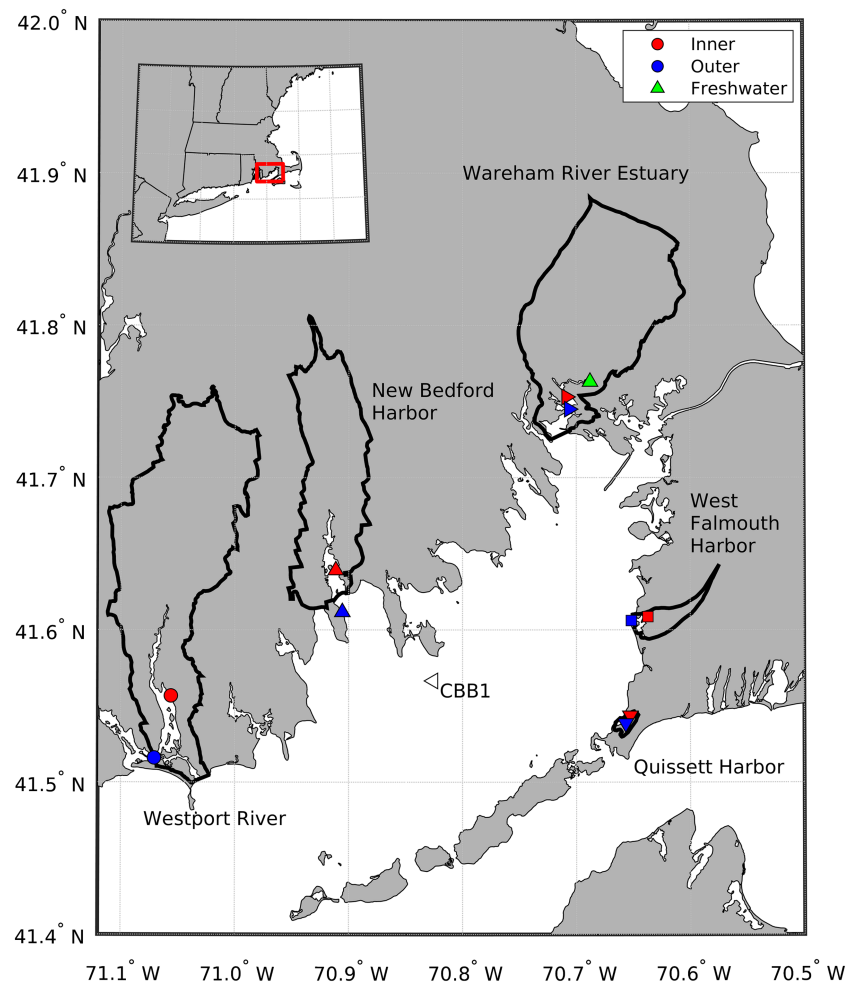 42.0° N
Inner
Outer
Freshwater
41.9° N
Wareham River Estuary
41.8° N
New Bedford
Harbor
41.7° N
West
Falmouth
Harbor
41.6° N
CBB1
41.5° N
Quissett Harbor
Westport River
41.4° N
71.1° W 71.0° W 70.9° W 70.8° W 70.7° W 70.6° W 70.5° W